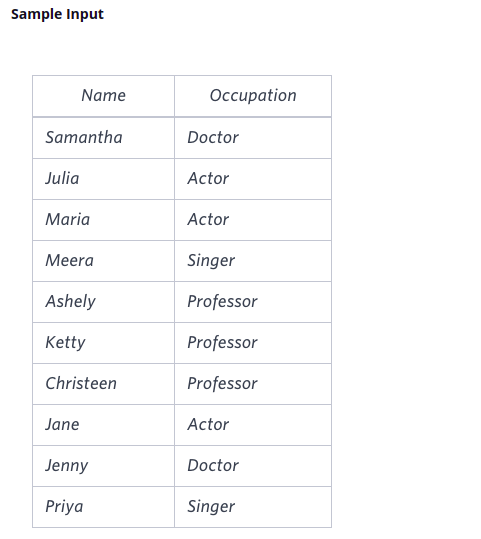 Sample Input
Name Occupation
Samantha Doctor
Julia Actor
Maria Actor
Meera Singer
Ashely Professor
Ketty Professor
Christeen Professor
Jane Actor
Jenny Doctor
Priya Singer